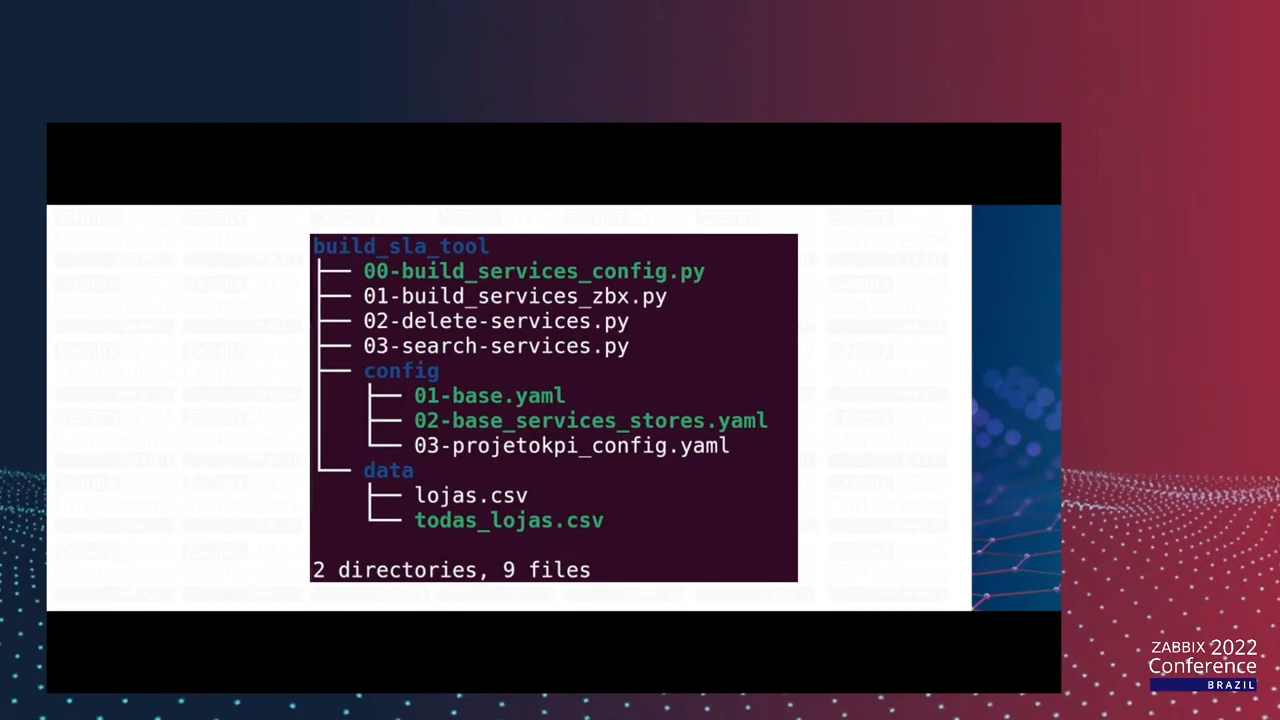 build_sla_tool
├── 00-build_services_config.py
├── 01-build_services_zbx.py
├── 02-delete-services.py
├── 03-search-services.py
├── config
│   ├── 01-base.yaml
│   ├── 02-base_services_stores.yaml
│   └── 03-projetokpi_config.yaml
└── data
    ├── lojas.csv
    └── todas_lojas.csv
2 directories, 9 files
ZABBIX 2022
Conference
BRAZIL